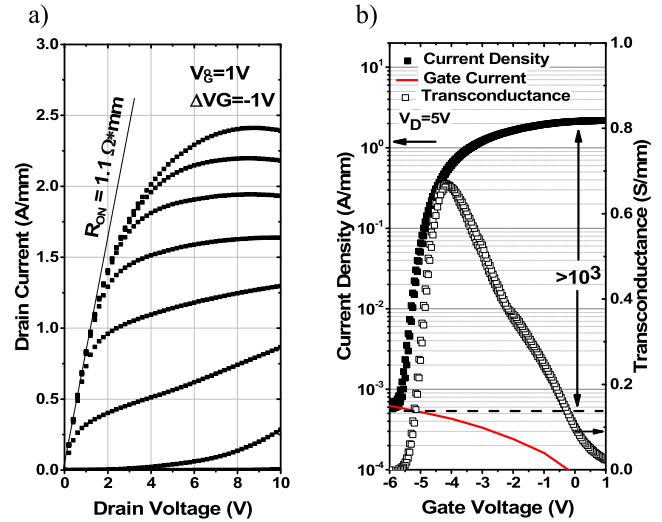 a)
3.0
2.5
2.0
1.5
1.0
0.5
0.0
0 2 4 6 8 10
Drain Current (A/mm)
Drain Voltage (V)
R_ON = 1.1 Ω*mm
V_G=1V
ΔVG=-1V
b)
Current Density
Gate Current
Transconductance
V_D=5V
>10^3
10^1
10^0
10^-1
10^-2
10^-3
10^-4
-6 -5 -4 -3 -2 -1 0 1
1.0
0.8
0.6
0.4
0.2
0.0
Current Density (A/mm)
Gate Voltage (V)
Transconductance (S/mm)